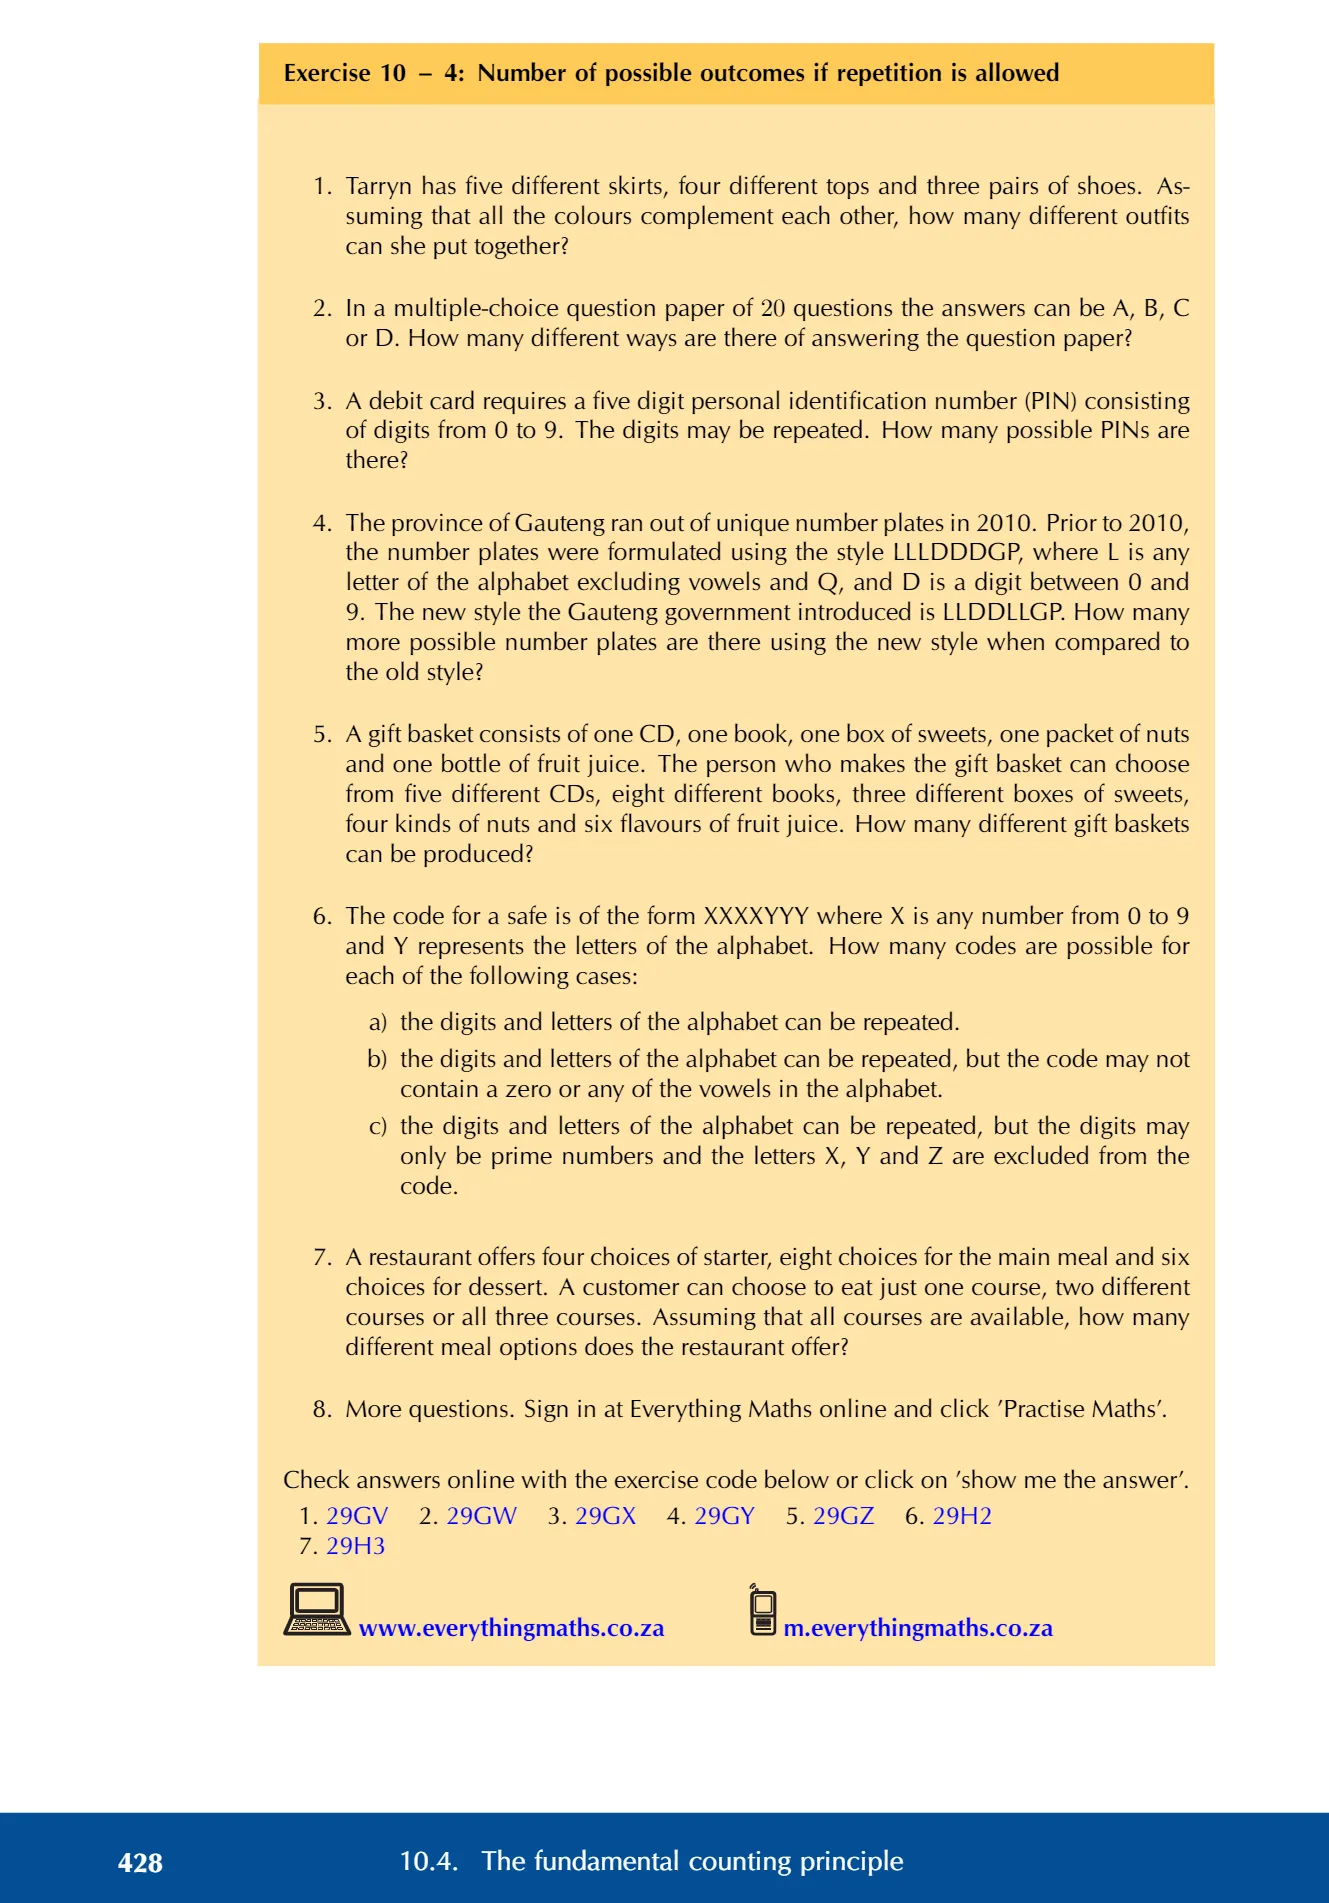 Exercise 10 – 4: Number of possible outcomes if repetition is allowed
1. Tarryn has five different skirts, four different tops and three pairs of shoes. As-
suming that all the colours complement each other, how many different outfits
can she put together?
2. In a multiple-choice question paper of 20 questions the answers can be A, B, C
or D. How many different ways are there of answering the question paper?
3. A debit card requires a five digit personal identification number (PIN) consisting
of digits from 0 to 9. The digits may be repeated. How many possible PINs are
there?
4. The province of Gauteng ran out of unique number plates in 2010. Prior to 2010,
the number plates were formulated using the style LLLDDDGP, where L is any
letter of the alphabet excluding vowels and Q, and D is a digit between 0 and
9. The new style the Gauteng government introduced is LLDDLLGP. How many
more possible number plates are there using the new style when compared to
the old style?
5. A gift basket consists of one CD, one book, one box of sweets, one packet of nuts
and one bottle of fruit juice. The person who makes the gift basket can choose
from five different CDs, eight different books, three different boxes of sweets,
four kinds of nuts and six flavours of fruit juice. How many different gift baskets
can be produced?
6. The code for a safe is of the form XXXXYYY where X is any number from 0 to 9
and Y represents the letters of the alphabet. How many codes are possible for
each of the following cases:
a) the digits and letters of the alphabet can be repeated.
b) the digits and letters of the alphabet can be repeated, but the code may not
contain a zero or any of the vowels in the alphabet.
c) the digits and letters of the alphabet can be repeated, but the digits may
only be prime numbers and the letters X, Y and Z are excluded from the
code.
7. A restaurant offers four choices of starter, eight choices for the main meal and six
choices for dessert. A customer can choose to eat just one course, two different
courses or all three courses. Assuming that all courses are available, how many
different meal options does the restaurant offer?
8. More questions. Sign in at Everything Maths online and click ’Practise Maths’.
Check answers online with the exercise code below or click on ’show me the answer’.
1. 29GV 2. 29GW 3. 29GX 4. 29GY 5. 29GZ 6. 29H2
7. 29H3
www.everythingmaths.co.za m.everythingmaths.co.za
428 10.4. The fundamental counting principle